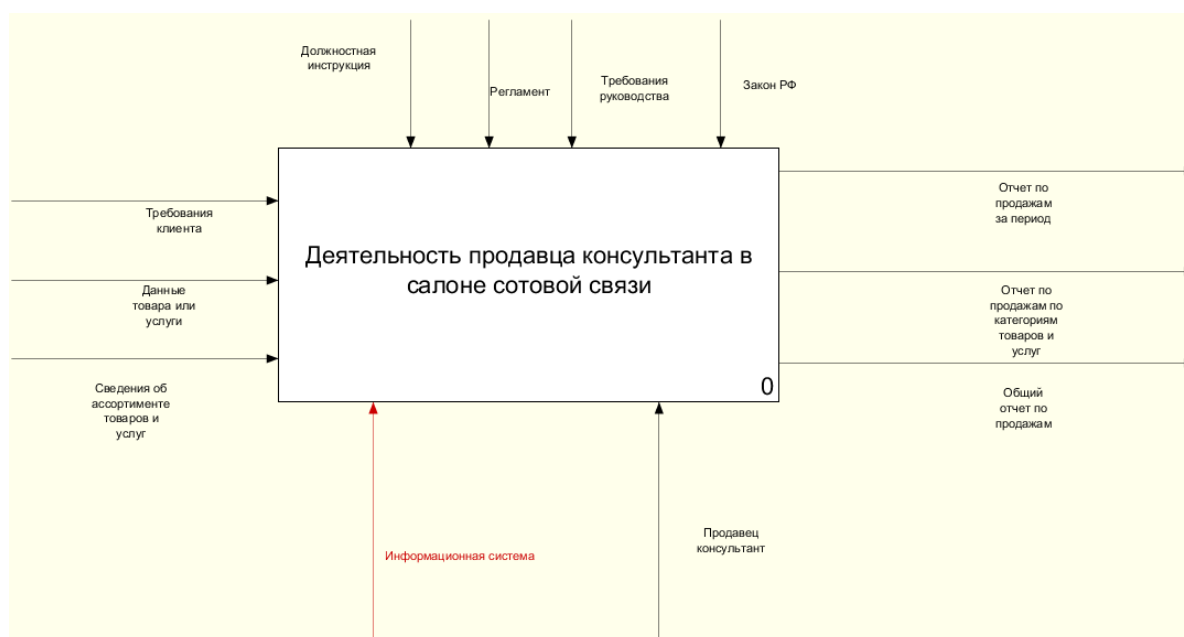 Должностная
инструкция
Регламент
Требования
руководства
Закон РФ
Требования
клиента
Данные
товара или
услуги
Сведения об
ассортименте
товаров и
услуг
Деятельность продавца консультанта в
салоне сотовой связи
0
Отчет по
продажам
за период
Отчет по
продажам по
категориям
товаров и
услуг
Общий
отчет по
продажам
Информационная система
Продавец
консультант